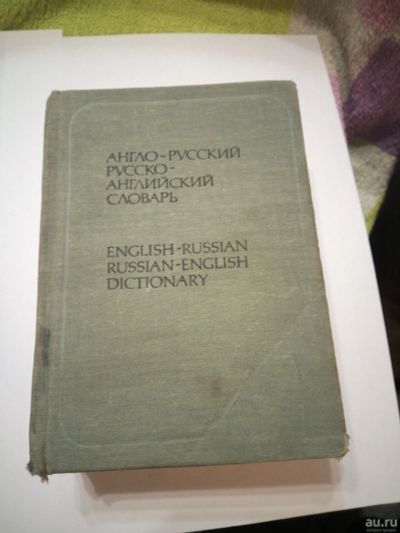 АНГЛО-РУССКИЙ
РУССКО-
АНГЛИЙСКИЙ
СЛОВАРЬ
ENGLISH-RUSSIAN
RUSSIAN-ENGLISH
DICTIONARY
au.ru